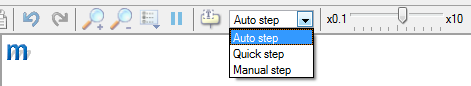 Auto step x0.1 x10
Auto step
m Quick step
Manual step